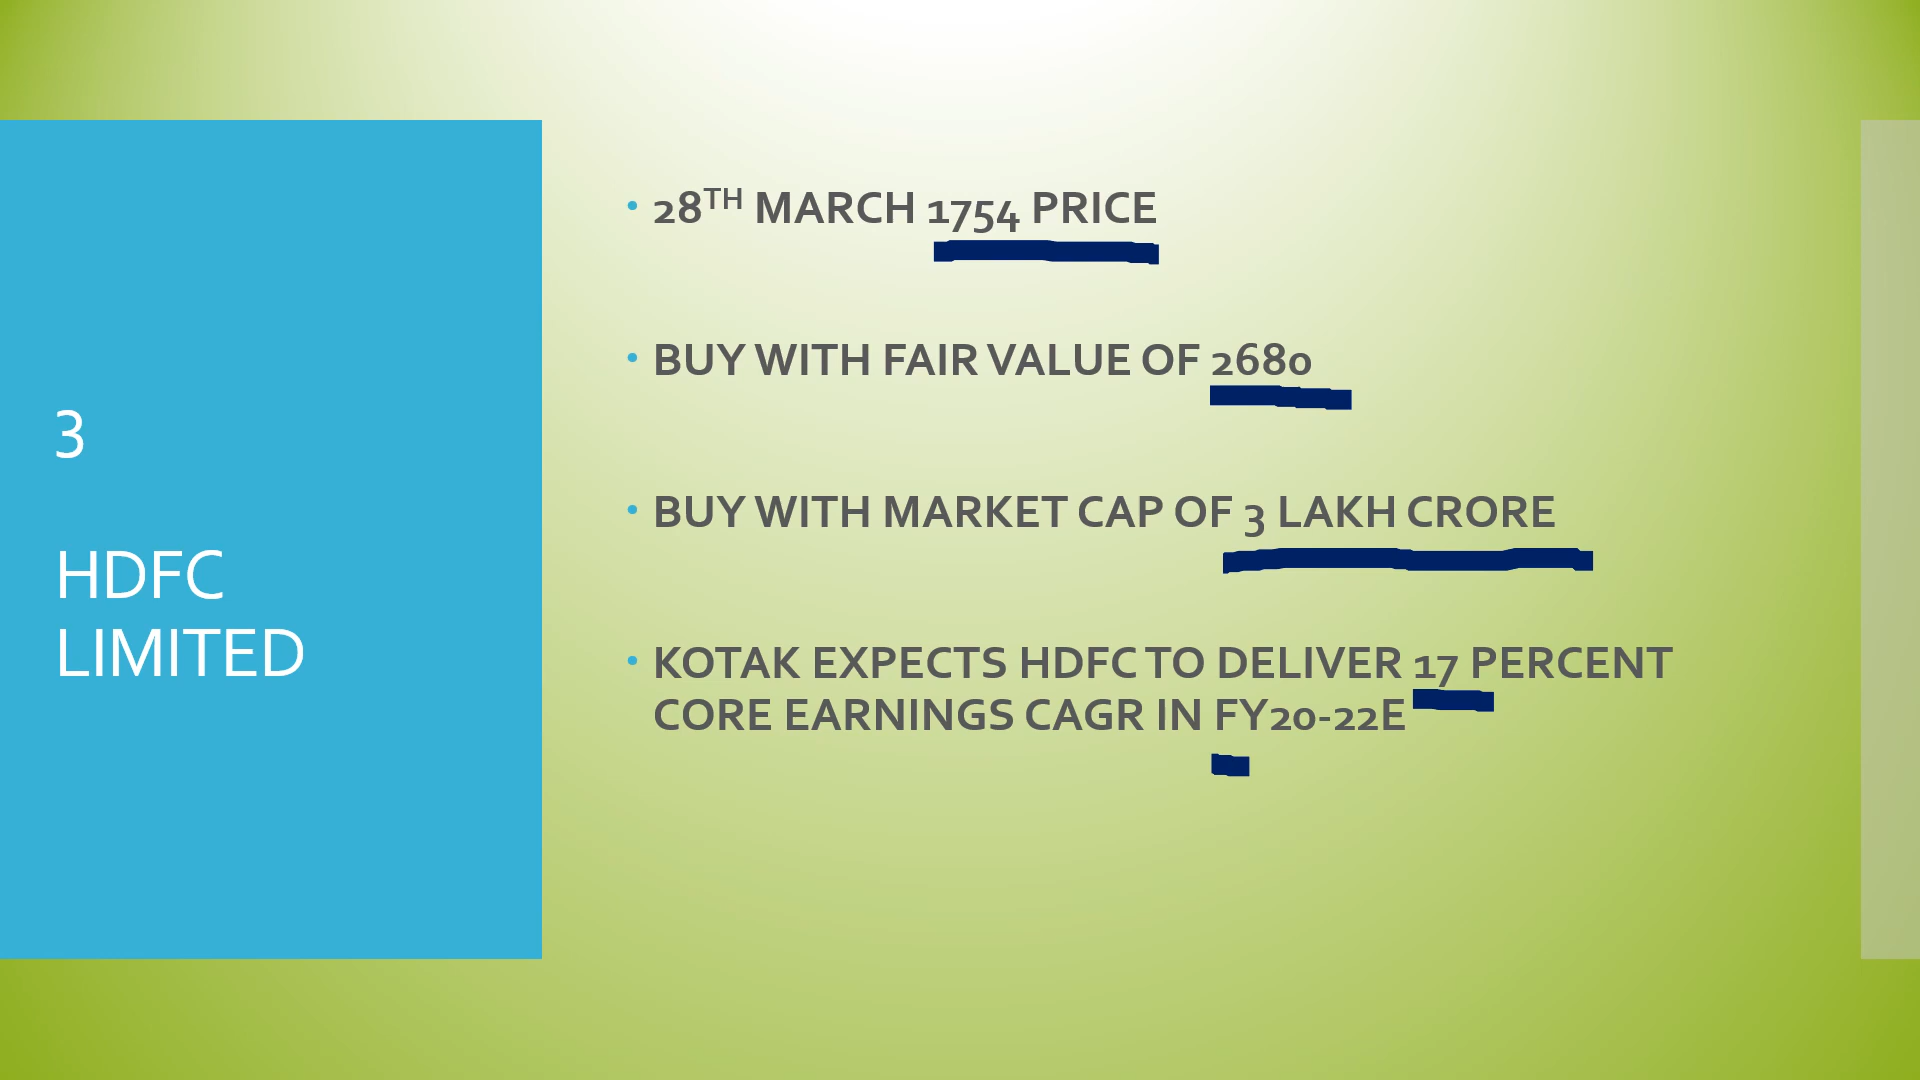 3
HDFC
LIMITED
• 28TH MARCH 1754 PRICE
• BUY WITH FAIR VALUE OF 2680
• BUY WITH MARKET CAP OF 3 LAKH CRORE
• KOTAK EXPECTS HDFC TO DELIVER 17 PERCENT
CORE EARNINGS CAGR IN FY20-22E